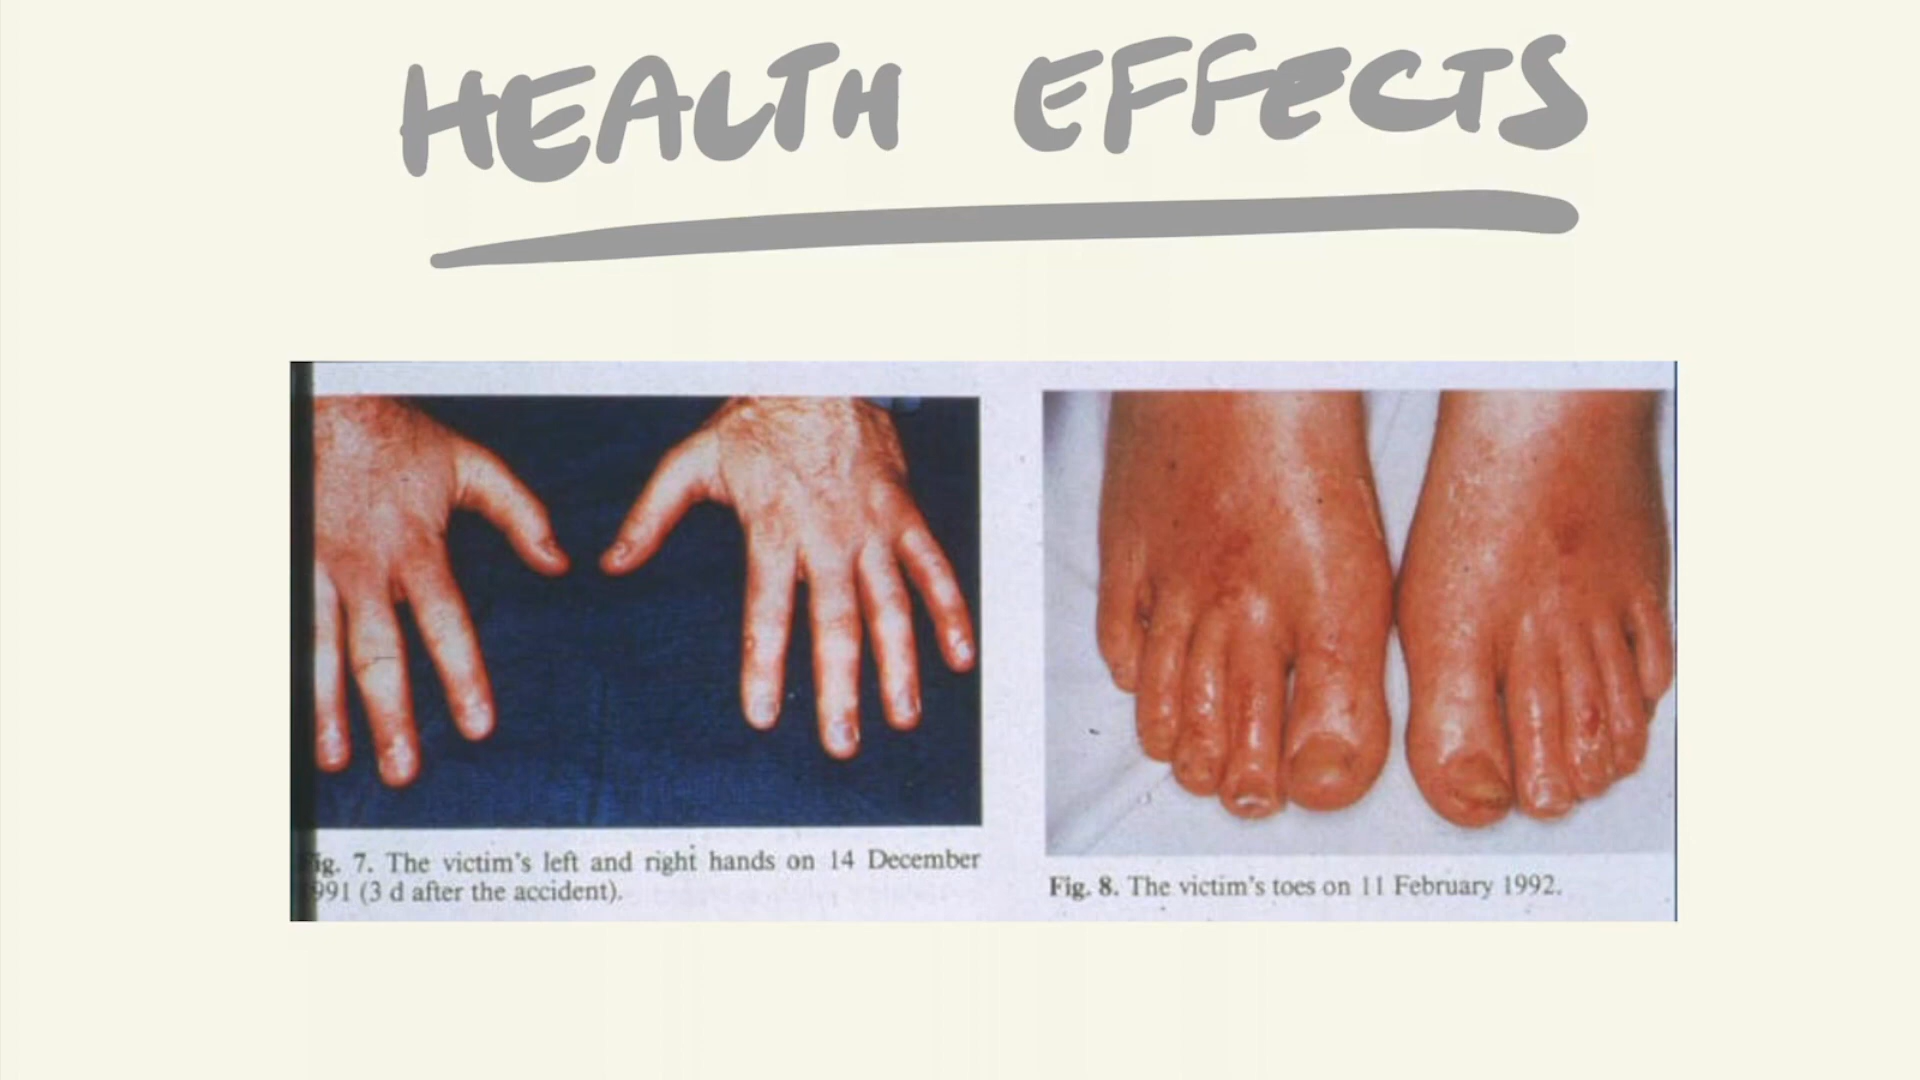 HEALTH EFFECTS
ig. 7. The victim's left and right hands on 14 December
991 (3 d after the accident).
Fig. 8. The victim's toes on 11 February 1992.